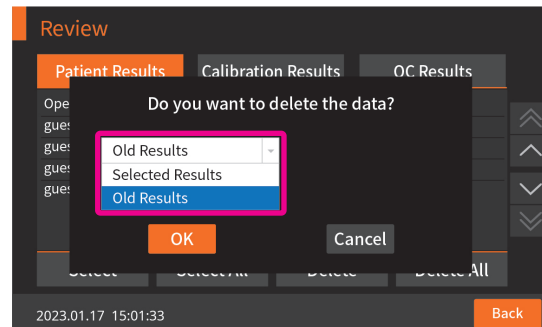 Review
Patient Results Calibration Results QC Results
Ope
Do you want to delete the data?
gues
gues
Old Results
gues
Selected Results
gues
Old Results
OK Cancel
Select Select All Delete Delete All
2023.01.17 15:01:33 Back